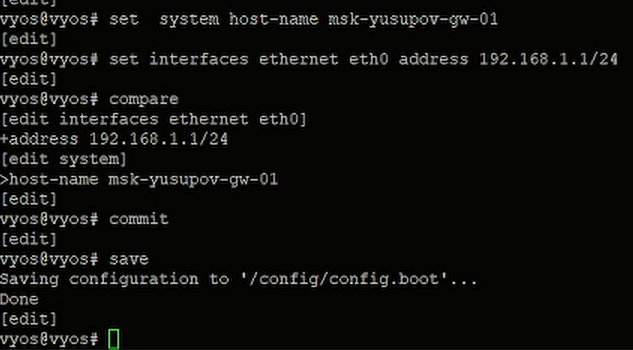 [edit]
vyos@vyos# set  system host-name msk-yusupov-gw-01
[edit]
vyos@vyos# set interfaces ethernet eth0 address 192.168.1.1/24
[edit]
vyos@vyos# compare
[edit interfaces ethernet eth0]
+address 192.168.1.1/24
[edit system]
>host-name msk-yusupov-gw-01
[edit]
vyos@vyos# commit
[edit]
vyos@vyos# save
Saving configuration to '/config/config.boot'...
Done
[edit]
vyos@vyos#